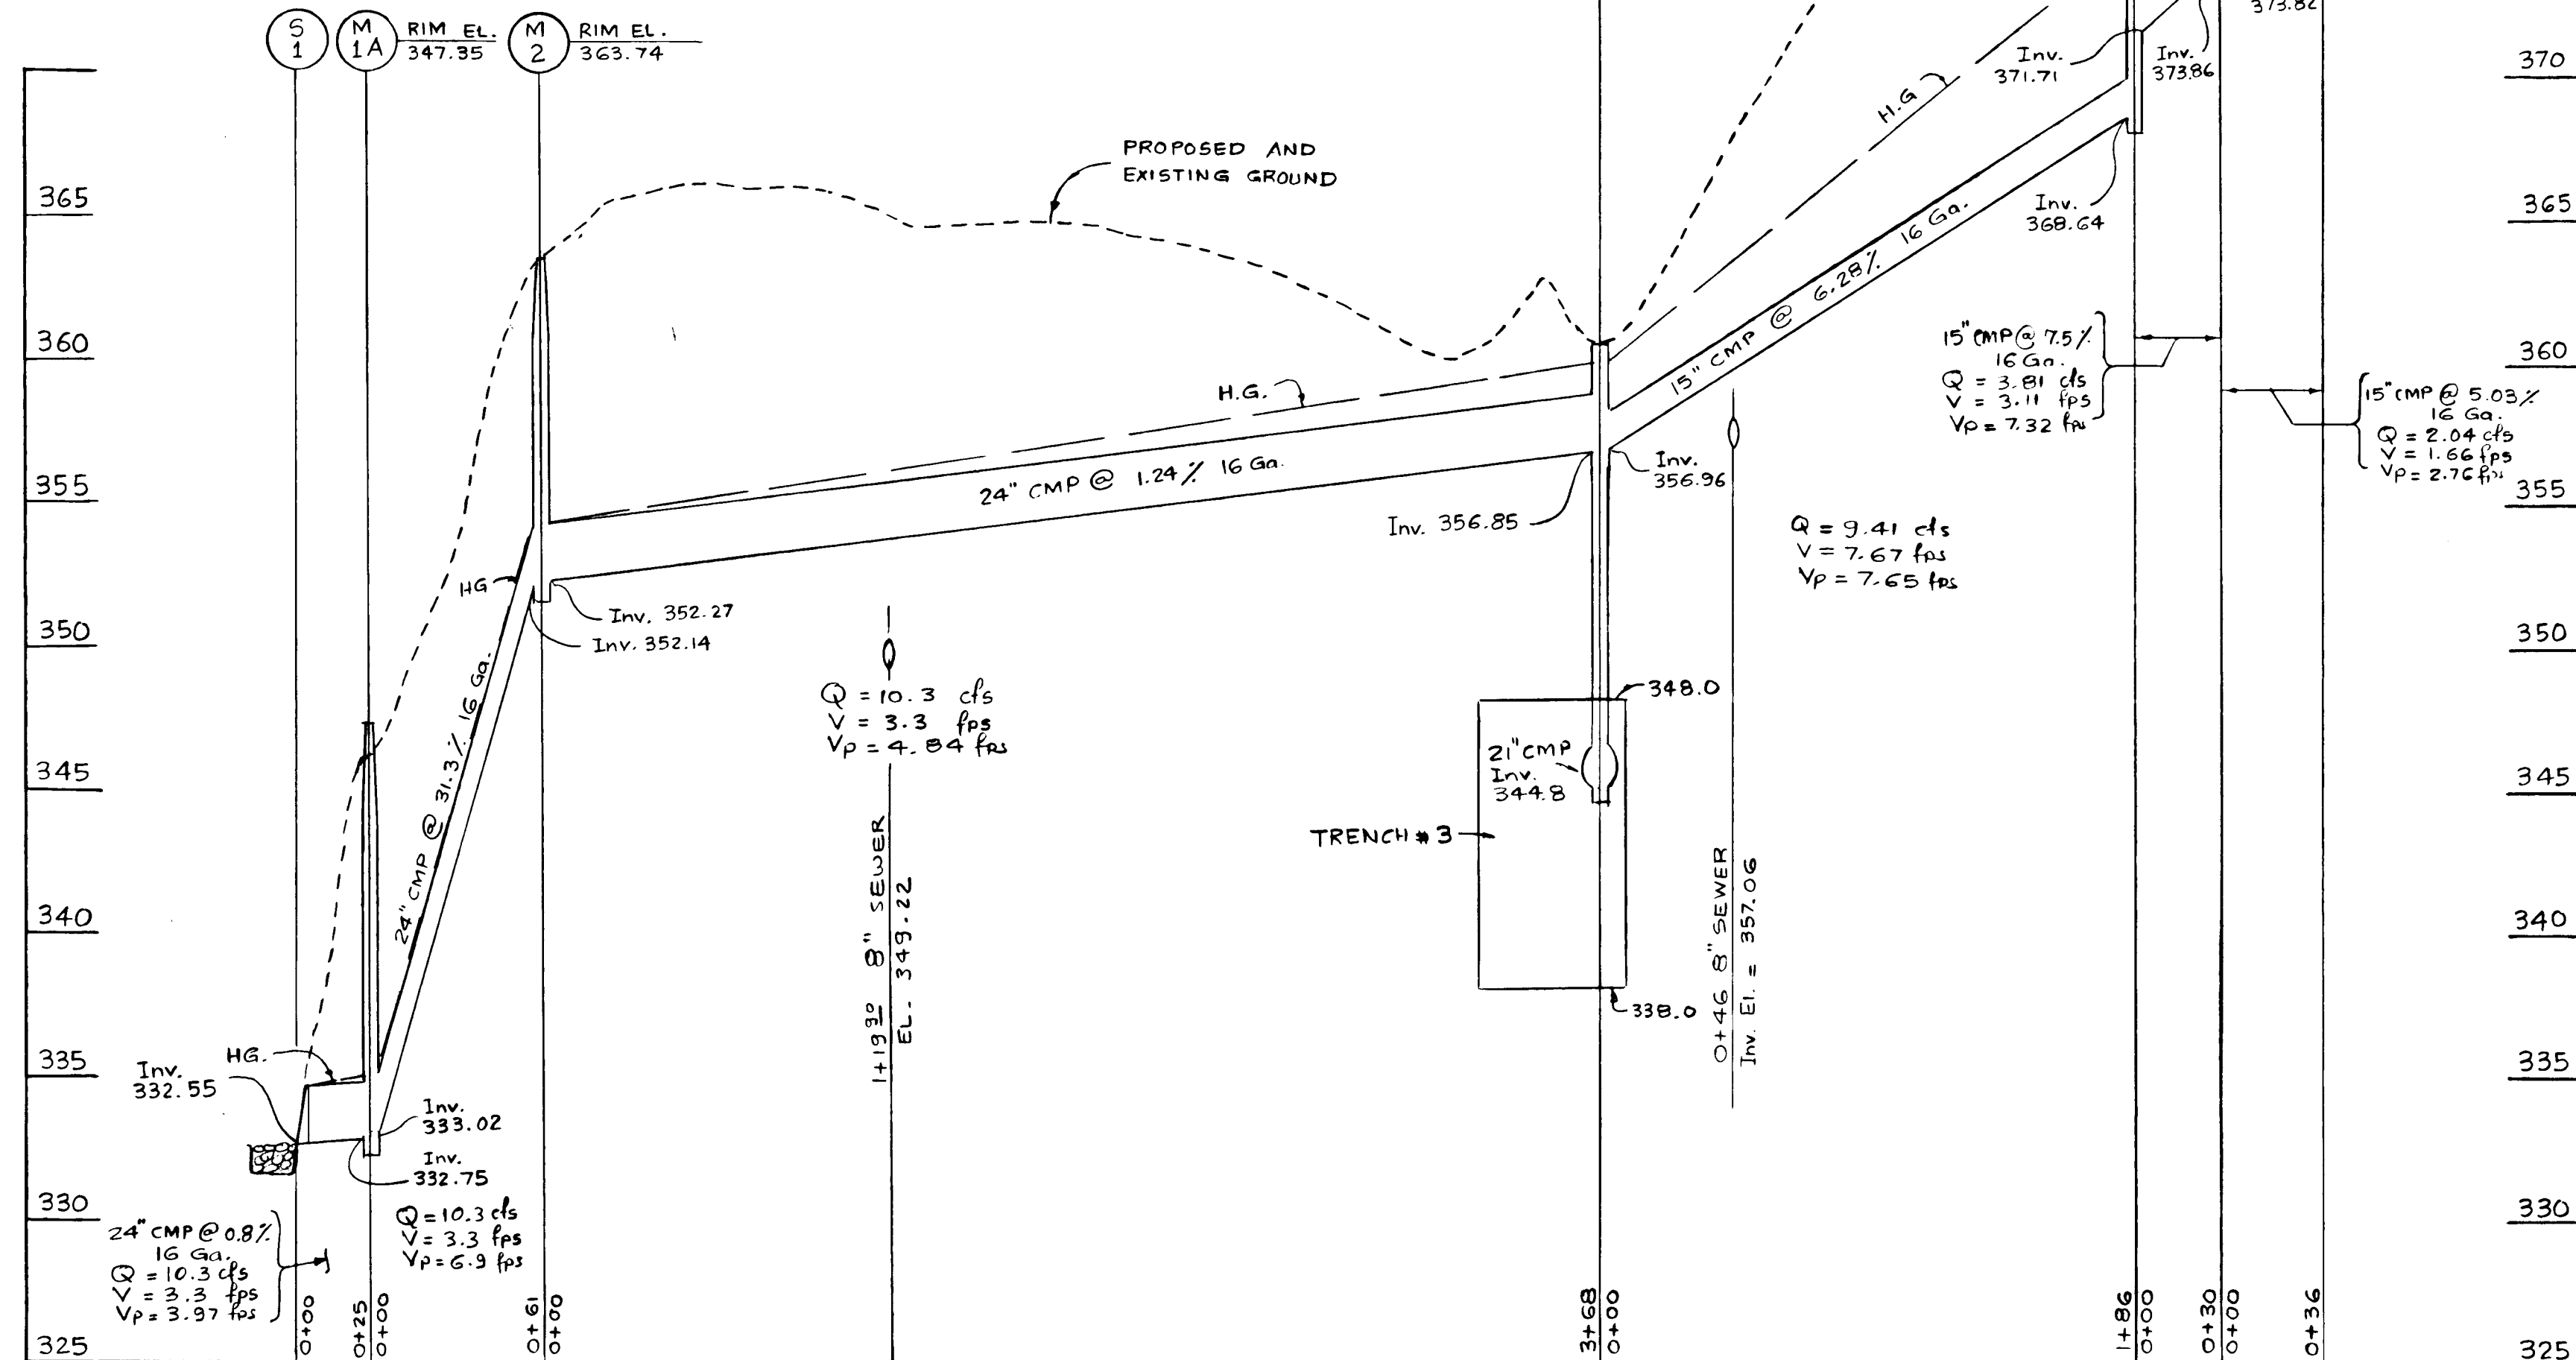 S
1
M
1A
RIM EL.
347.35
M
2
RIM EL.
363.74
373.82
Inv.
371.71
Inv.
373.86
370
370
H.G
PROPOSED AND
EXISTING GROUND
365
365
Inv.
368.64
15" CMP @ 6.28% 16 Ga.
360
360
15" CMP @ 7.5%
16 Ga.
Q = 3.81 cfs
V = 3.11 fps
Vp = 7.32 fps
15" CMP @ 5.03%
16 Ga.
Q = 2.04 cfs
V = 1.66 fps
Vp = 2.76 fps
H.G.
24" CMP @ 1.24% 16 Ga.
Inv.
356.96
Inv. 356.85
355
355
Q = 9.41 cfs
V = 7.67 fps
Vp = 7.65 fps
HG
Inv. 352.27
Inv. 352.14
350
350
24" CMP @ 31.3% 16 Ga.
Q = 10.3 cfs
V = 3.3 fps
Vp = 4.84 fps
348.0
21" CMP
Inv.
344.8
345
345
TRENCH #3
1+19.90 8" SEWER
EL. 349.22
0+46 8" SEWER
Inv. El. = 357.06
340
340
338.0
HG.
335
335
Inv.
332.55
Inv.
333.02
Inv.
332.75
330
330
24" CMP @ 0.8%
16 Ga.
Q = 10.3 cfs
V = 3.3 fps
Vp = 3.97 fps
Q = 10.3 cfs
V = 3.3 fps
Vp = 6.9 fps
325
0+00
0+25
0+00
0+61
0+00
3+68
0+00
1+86
0+00
0+30
0+00
0+36
325